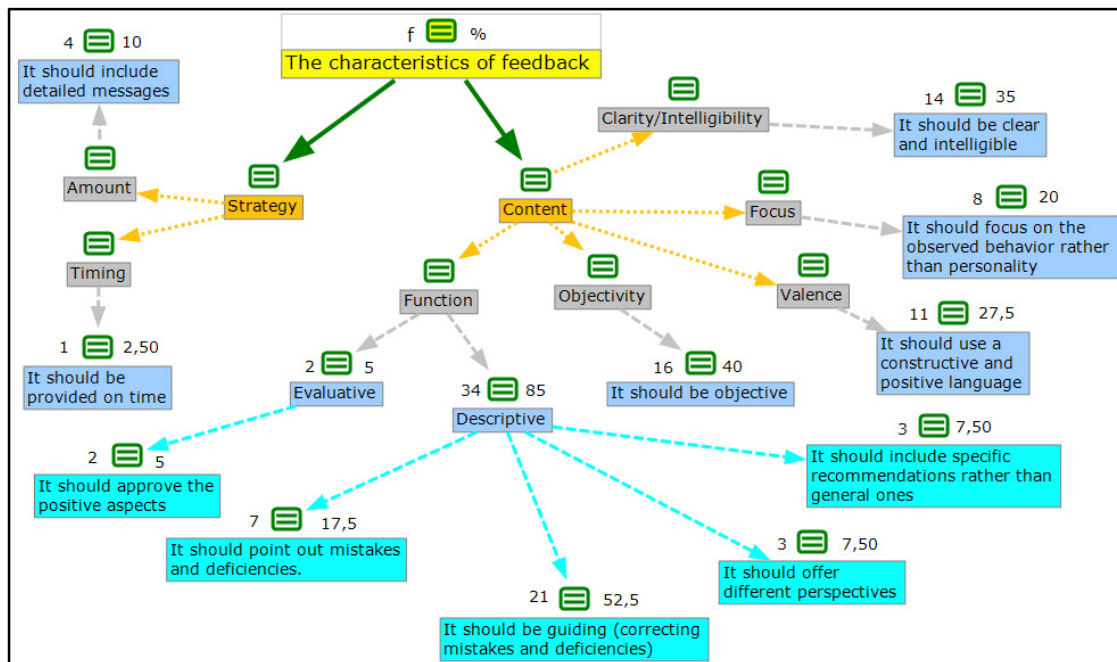 f %
The characteristics of feedback
4 10
It should include
detailed messages
Amount
Strategy
Timing
1 2,50
It should be
provided on time
Clarity/Intelligibility
14 35
It should be clear
and intelligible
Content
Focus
8 20
It should focus on the
observed behavior rather
than personality
Function
Objectivity
Valence
11 27,5
It should use a
constructive and
positive language
2 5
Evaluative
34 85
Descriptive
16 40
It should be objective
2 5
It should approve the
positive aspects
7 17,5
It should point out mistakes
and deficiencies.
21 52,5
It should be guiding (correcting
mistakes and deficiencies)
3 7,50
It should offer
different perspectives
3 7,50
It should include specific
recommendations rather than
general ones